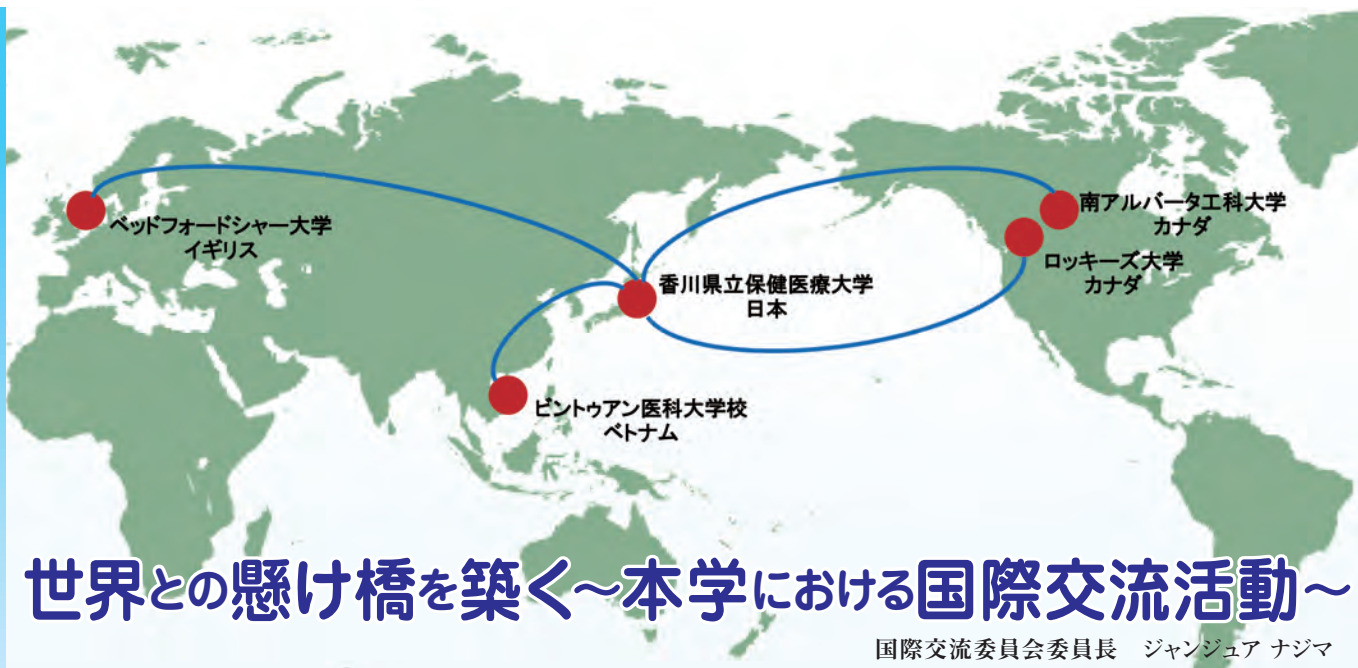 ベッドフォードシャー大学
イギリス
南アルバータ工科大学
カナダ
ロッキーズ大学
カナダ
香川県立保健医療大学
日本
ビントゥアン医科大学校
ベトナム
世界との懸け橋を築く～本学における国際交流活動～
国際交流委員会委員長　ジャンジュア ナジマ